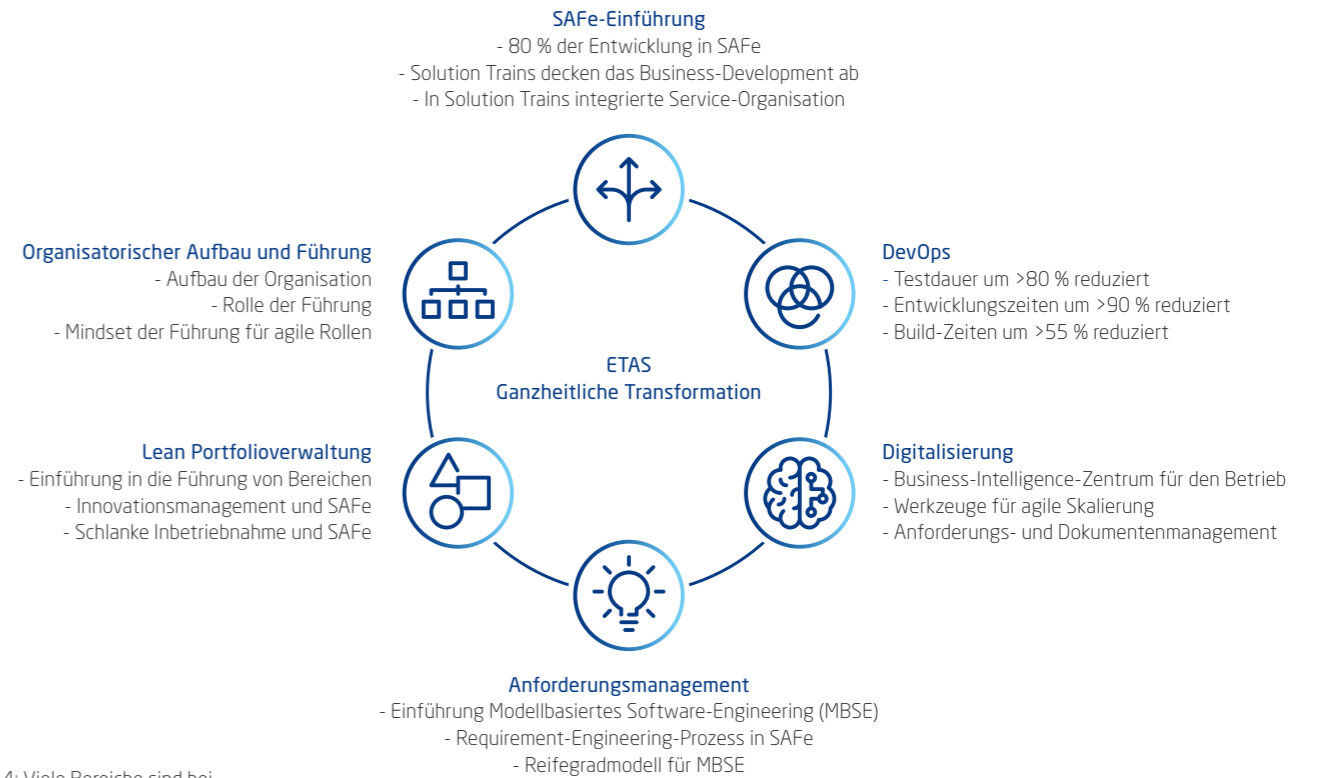 SAFe-Einführung
- 80 % der Entwicklung in SAFe
- Solution Trains decken das Business-Development ab
- In Solution Trains integrierte Service-Organisation
Organisatorischer Aufbau und Führung
- Aufbau der Organisation
- Rolle der Führung
- Mindset der Führung für agile Rollen
DevOps
- Testdauer um >80 % reduziert
- Entwicklungszeiten um >90 % reduziert
- Build-Zeiten um >55 % reduziert
ETAS
Ganzheitliche Transformation
Lean Portfolioverwaltung
- Einführung in die Führung von Bereichen
- Innovationsmanagement und SAFe
- Schlanke Inbetriebnahme und SAFe
Digitalisierung
- Business-Intelligence-Zentrum für den Betrieb
- Werkzeuge für agile Skalierung
- Anforderungs- und Dokumentenmanagement
Anforderungsmanagement
- Einführung Modellbasiertes Software-Engineering (MBSE)
- Requirement-Engineering-Prozess in SAFe
- Reifegradmodell für MBSE
4: Viele Bereiche sind bei